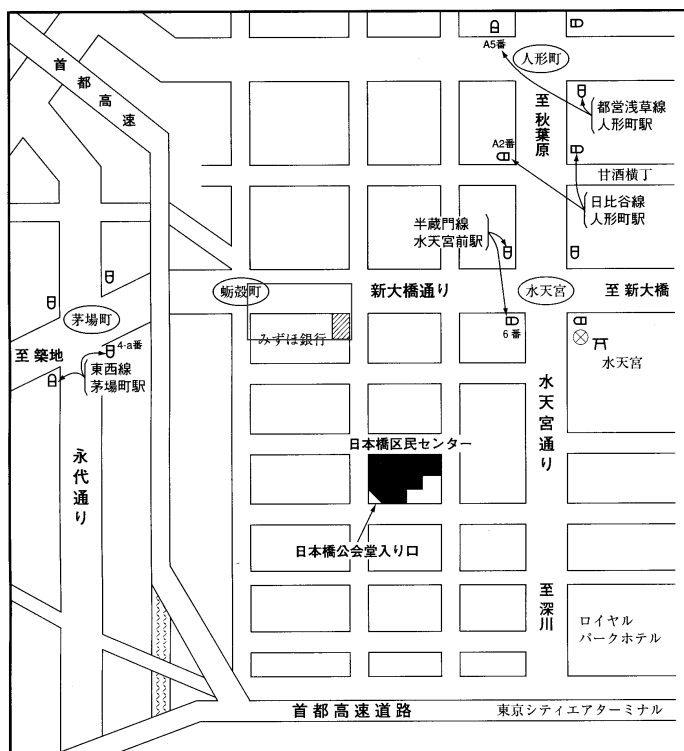 首都高速
A5番
人形町
都営浅草線
人形町駅
至秋葉原
A2番
甘酒横丁
日比谷線
人形町駅
半蔵門線
水天宮前駅
蛎殻町
新大橋通り
水天宮
至 新大橋
茅場町
みずほ銀行
6番
水天宮
至 築地
4-a番
東西線
茅場町駅
水天宮通り
永代通り
日本橋区民センター
日本橋公会堂入り口
至深川
ロイヤル
パークホテル
首都高速道路
東京シティエアターミナル